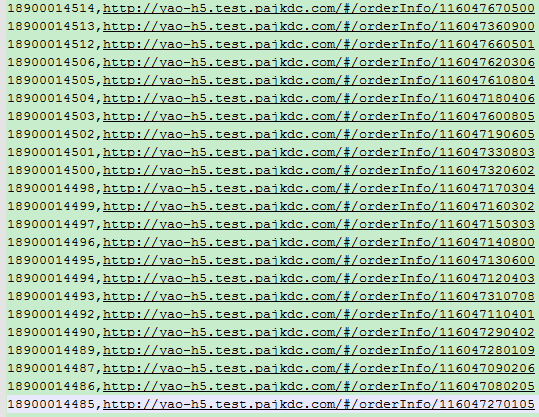 18900014514,http://yao-h5.test.pajkdc.com/#/orderInfo/116047670500
18900014513,http://yao-h5.test.pajkdc.com/#/orderInfo/116047360900
18900014512,http://yao-h5.test.pajkdc.com/#/orderInfo/116047660501
18900014506,http://yao-h5.test.pajkdc.com/#/orderInfo/116047620306
18900014505,http://yao-h5.test.pajkdc.com/#/orderInfo/116047610804
18900014504,http://yao-h5.test.pajkdc.com/#/orderInfo/116047180406
18900014503,http://yao-h5.test.pajkdc.com/#/orderInfo/116047600805
18900014502,http://yao-h5.test.pajkdc.com/#/orderInfo/116047190605
18900014501,http://yao-h5.test.pajkdc.com/#/orderInfo/116047330803
18900014500,http://yao-h5.test.pajkdc.com/#/orderInfo/116047320602
18900014498,http://yao-h5.test.pajkdc.com/#/orderInfo/116047170304
18900014499,http://yao-h5.test.pajkdc.com/#/orderInfo/116047160302
18900014497,http://yao-h5.test.pajkdc.com/#/orderInfo/116047150303
18900014496,http://yao-h5.test.pajkdc.com/#/orderInfo/116047140800
18900014495,http://yao-h5.test.pajkdc.com/#/orderInfo/116047130600
18900014494,http://yao-h5.test.pajkdc.com/#/orderInfo/116047120403
18900014493,http://yao-h5.test.pajkdc.com/#/orderInfo/116047310708
18900014492,http://yao-h5.test.pajkdc.com/#/orderInfo/116047110401
18900014490,http://yao-h5.test.pajkdc.com/#/orderInfo/116047290402
18900014489,http://yao-h5.test.pajkdc.com/#/orderInfo/116047280109
18900014487,http://yao-h5.test.pajkdc.com/#/orderInfo/116047090206
18900014486,http://yao-h5.test.pajkdc.com/#/orderInfo/116047080205
18900014485,http://yao-h5.test.pajkdc.com/#/orderInfo/116047270105